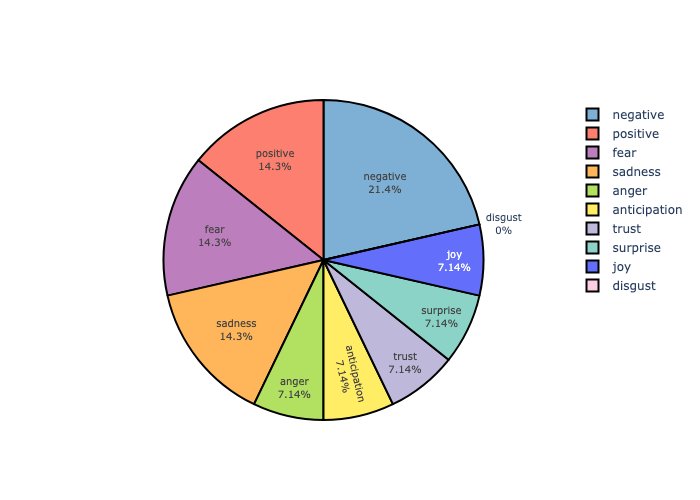 positive
14.3%
negative
21.4%
disgust
0%
fear
14.3%
joy
7.14%
sadness
14.3%
surprise
7.14%
anger
7.14%
anticipation
7.14%
trust
7.14%
negative
positive
fear
sadness
anger
anticipation
trust
surprise
joy
disgust